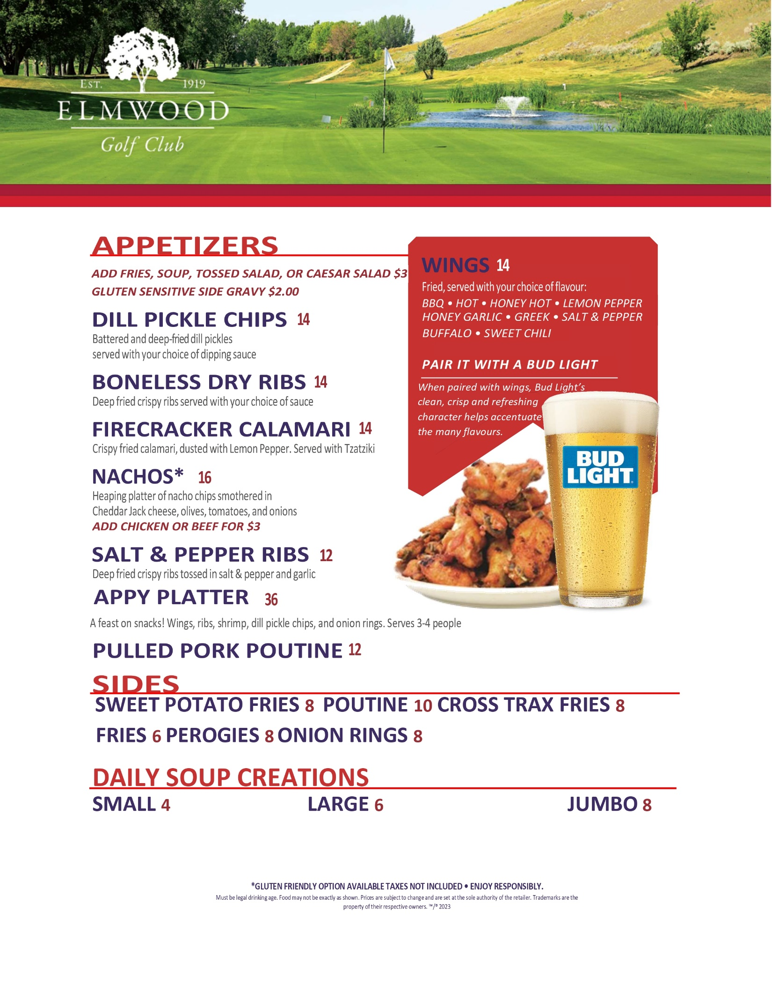 EST. 1919
ELMWOOD
Golf Club
APPETIZERS
ADD FRIES, SOUP, TOSSED SALAD, OR CAESAR SALAD $3
GLUTEN SENSITIVE SIDE GRAVY $2.00
DILL PICKLE CHIPS 14
Battered and deep-fried dill pickles
served with your choice of dipping sauce
BONELESS DRY RIBS 14
Deep fried crispy ribs served with your choice of sauce
FIRECRACKER CALAMARI 14
Crispy fried calamari, dusted with Lemon Pepper. Served with Tzatziki
NACHOS* 16
Heaping platter of nacho chips smothered in
Cheddar Jack cheese, olives, tomatoes, and onions
ADD CHICKEN OR BEEF FOR $3
SALT & PEPPER RIBS 12
Deep fried crispy ribs tossed in salt & pepper and garlic
APPY PLATTER 36
A feast on snacks! Wings, ribs, shrimp, dill pickle chips, and onion rings. Serves 3-4 people
PULLED PORK POUTINE 12
WINGS 14
Fried, served with your choice of flavour:
BBQ • HOT • HONEY HOT • LEMON PEPPER
HONEY GARLIC • GREEK • SALT & PEPPER
BUFFALO • SWEET CHILI
PAIR IT WITH A BUD LIGHT
When paired with wings, Bud Light's
clean, crisp and refreshing
character helps accentuate
the many flavours.
BUD
LIGHT
SIDES
SWEET POTATO FRIES 8 POUTINE 10 CROSS TRAX FRIES 8
FRIES 6 PEROGIES 8 ONION RINGS 8
DAILY SOUP CREATIONS
SMALL 4 LARGE 6 JUMBO 8
*GLUTEN FRIENDLY OPTION AVAILABLE TAXES NOT INCLUDED • ENJOY RESPONSIBLY.
Must be legal drinking age. Food may not be exactly as shown. Prices are subject to change and are set at the sole authority of the retailer. Trademarks are the
property of their respective owners. ™/® 2023